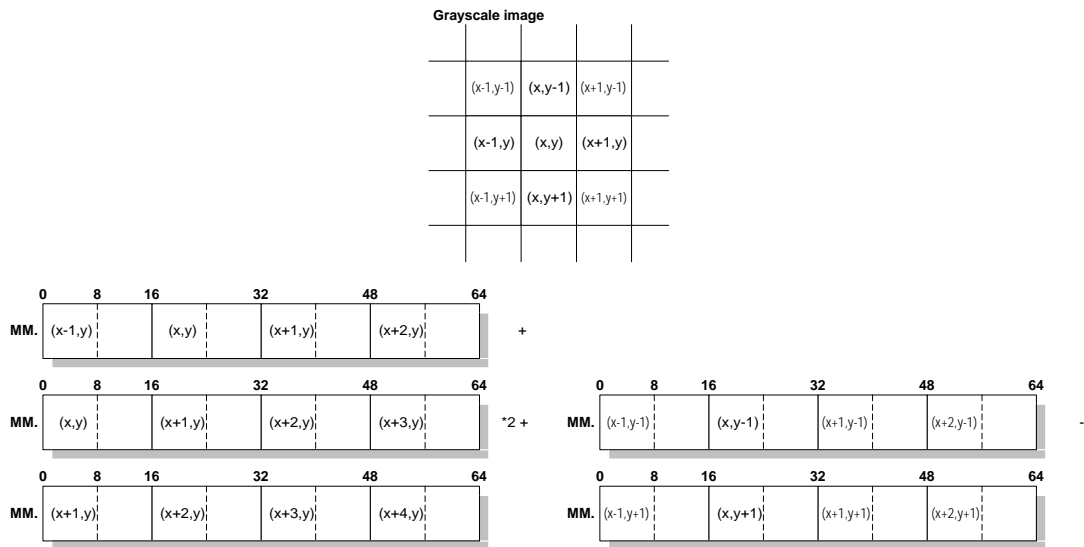 Grayscale image
(x-1,y-1) (x,y-1) (x+1,y-1)
(x-1,y) (x,y) (x+1,y)
(x-1,y+1) (x,y+1) (x+1,y+1)
0 8 16 32 48 64
MM. (x-1,y) (x,y) (x+1,y) (x+2,y) +
0 8 16 32 48 64
MM. (x,y) (x+1,y) (x+2,y) (x+3,y) *2 +
0 8 16 32 48 64
MM. (x-1,y-1) (x,y-1) (x+1,y-1) (x+2,y-1) -
0 8 16 32 48 64
MM. (x+1,y) (x+2,y) (x+3,y) (x+4,y)
0 8 16 32 48 64
MM. (x-1,y+1) (x,y+1) (x+1,y+1) (x+2,y+1)